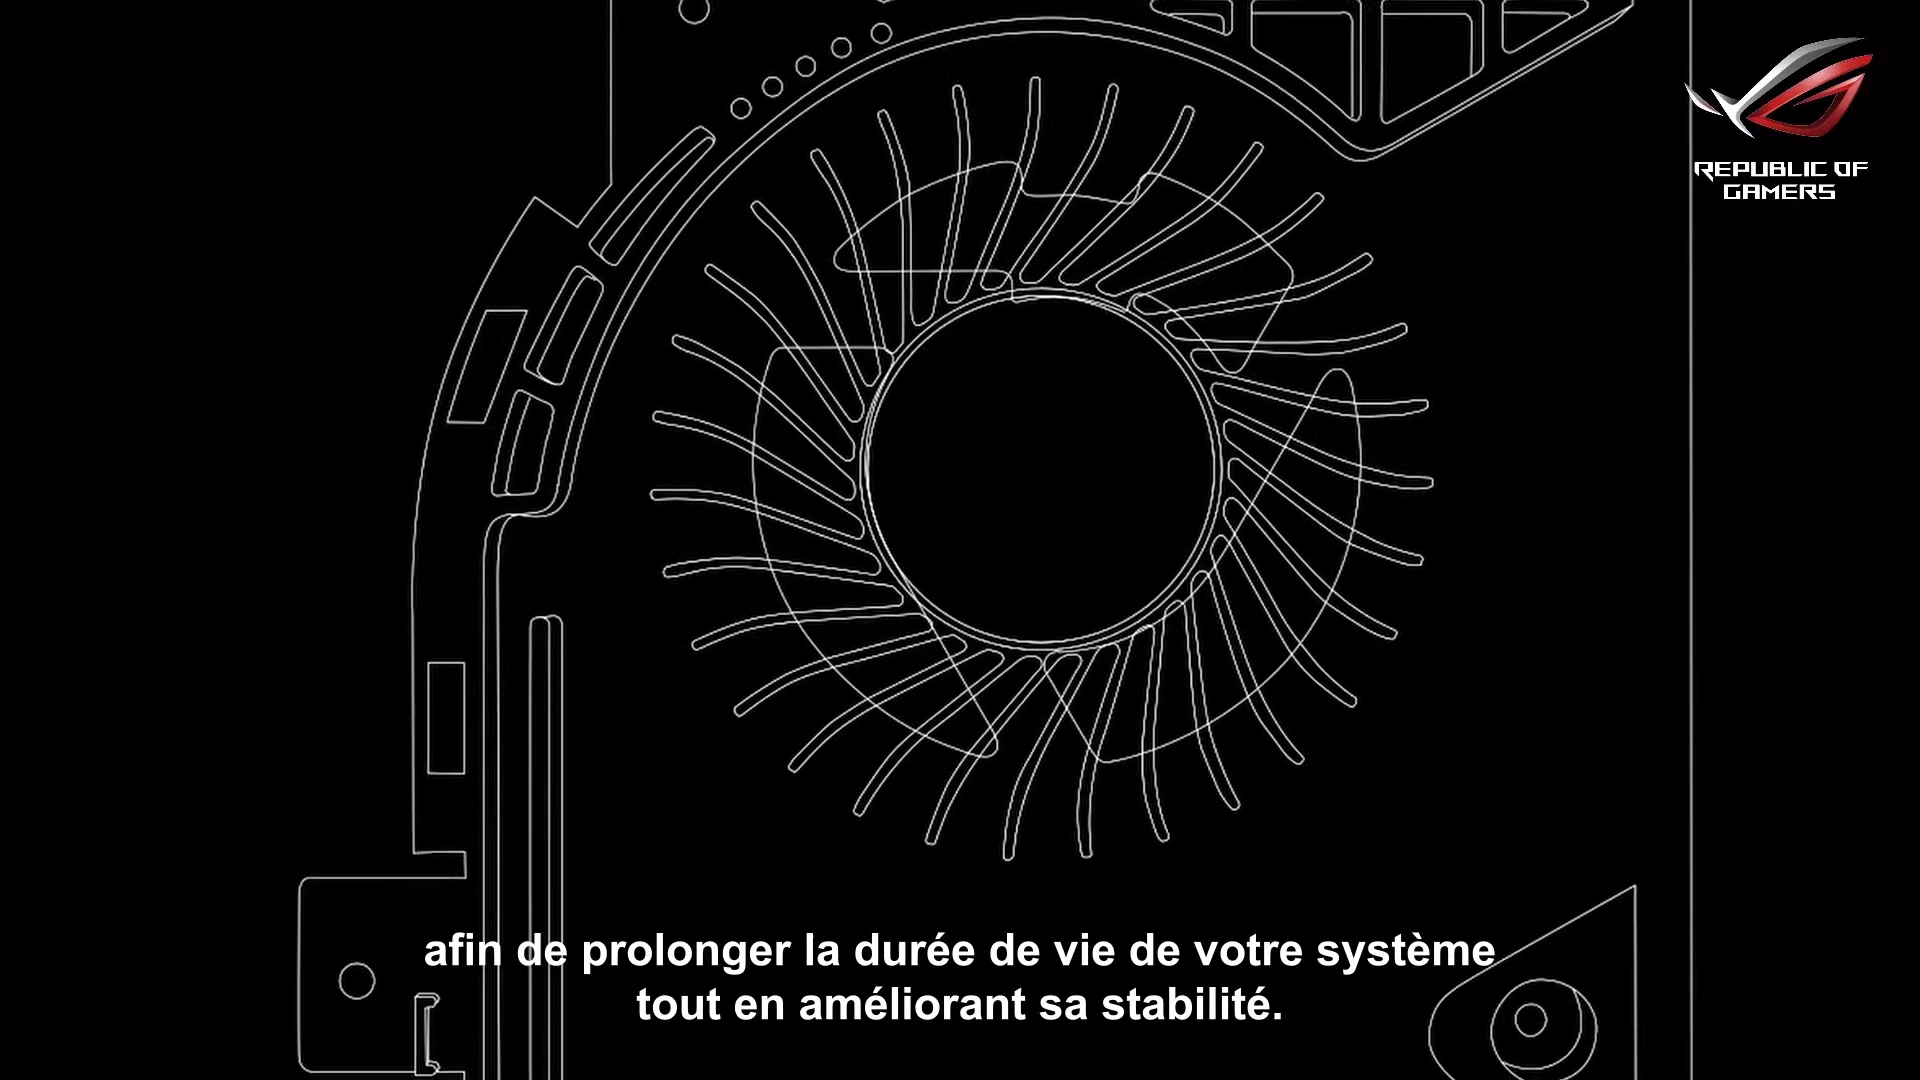 REPUBLIC OF
GAMERS
afin de prolonger la durée de vie de votre système
tout en améliorant sa stabilité.